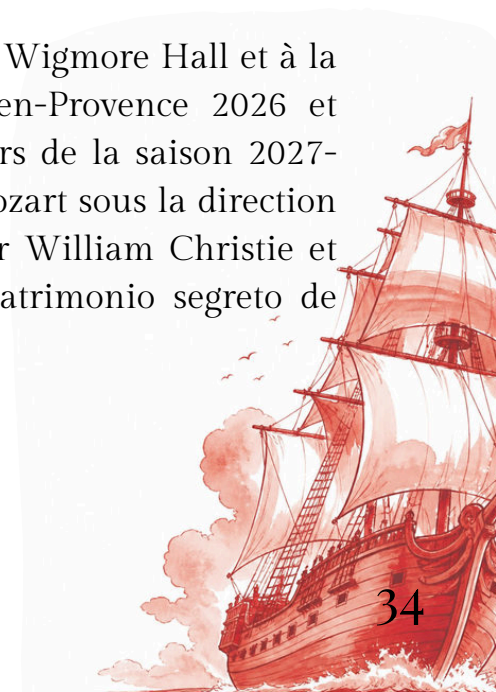 Wigmore Hall et à la
en-Provence 2026 et
rs de la saison 2027-
ozart sous la direction
r William Christie et
atrimonio segreto de
34